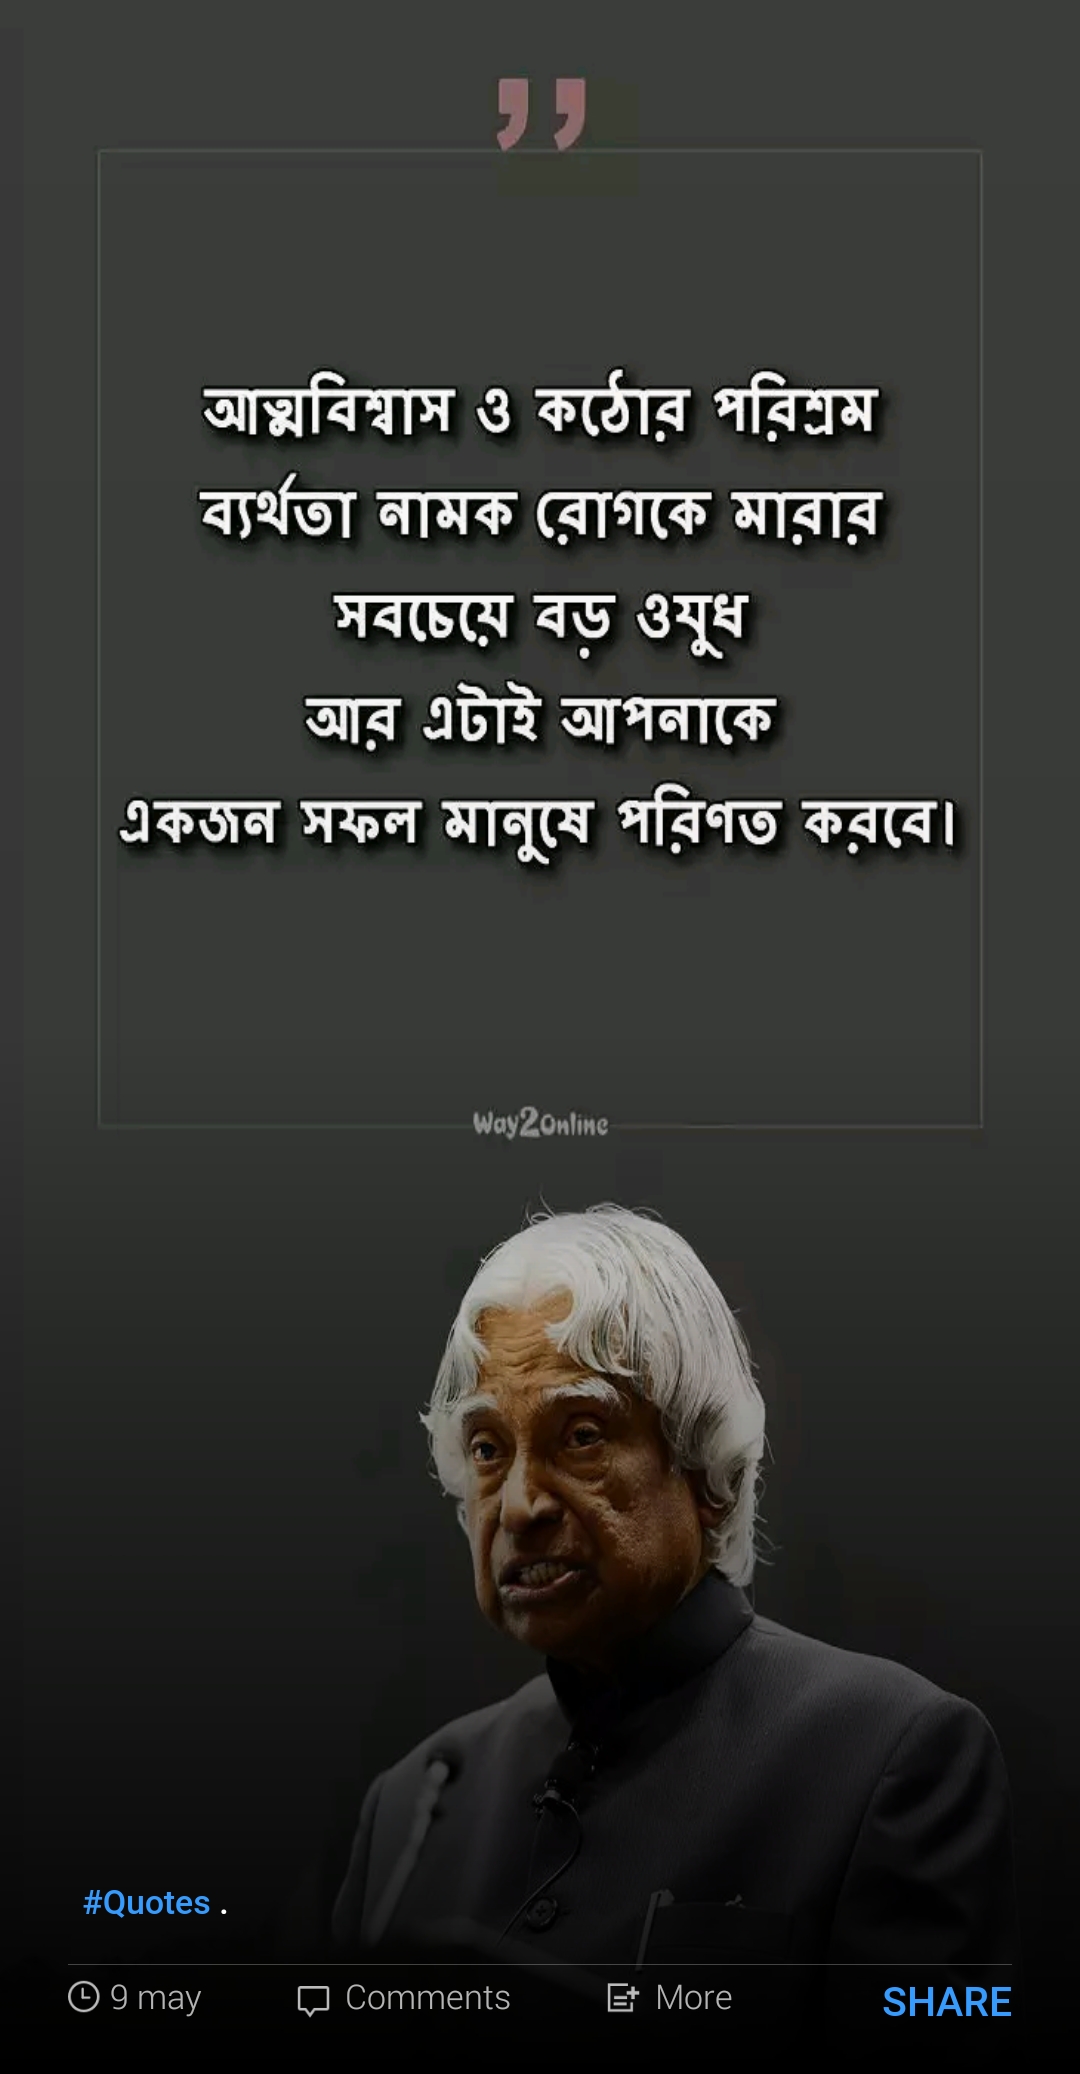 ”
আত্মবিশ্বাস ও কঠোর পরিশ্রম
ব্যর্থতা নামক রোগকে মারার
সবচেয়ে বড় ওযুধ
আর এটাই আপনাকে
একজন সফল মানুষে পরিণত করবে।
Way2Online
#Quotes .
9 may Comments More SHARE